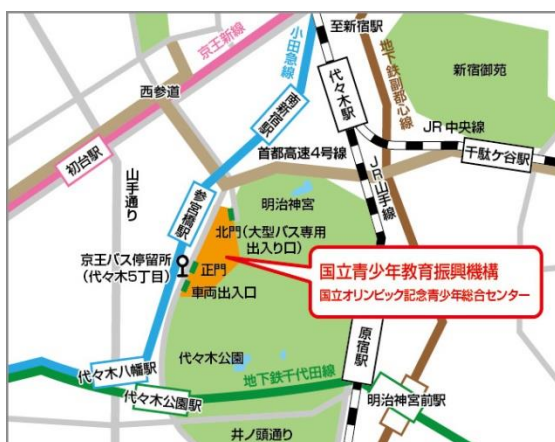 至新宿駅
京王新線
小田急線
地下鉄副都心線
新宿御苑
代々木駅
西参道
南新宿駅
JR中央線
千駄ケ谷駅
首都高速4号線
初台駅
山手通り
JR山手線
参宮橋駅
明治神宮
北門(大型バス専用
出入り口)
京王バス停留所
(代々木5丁目)
正門
車両出入口
国立青少年教育振興機構
国立オリンピック記念青少年総合センター
原宿駅
代々木公園
代々木八幡駅
地下鉄千代田線
代々木公園駅
明治神宮前駅
井ノ頭通り